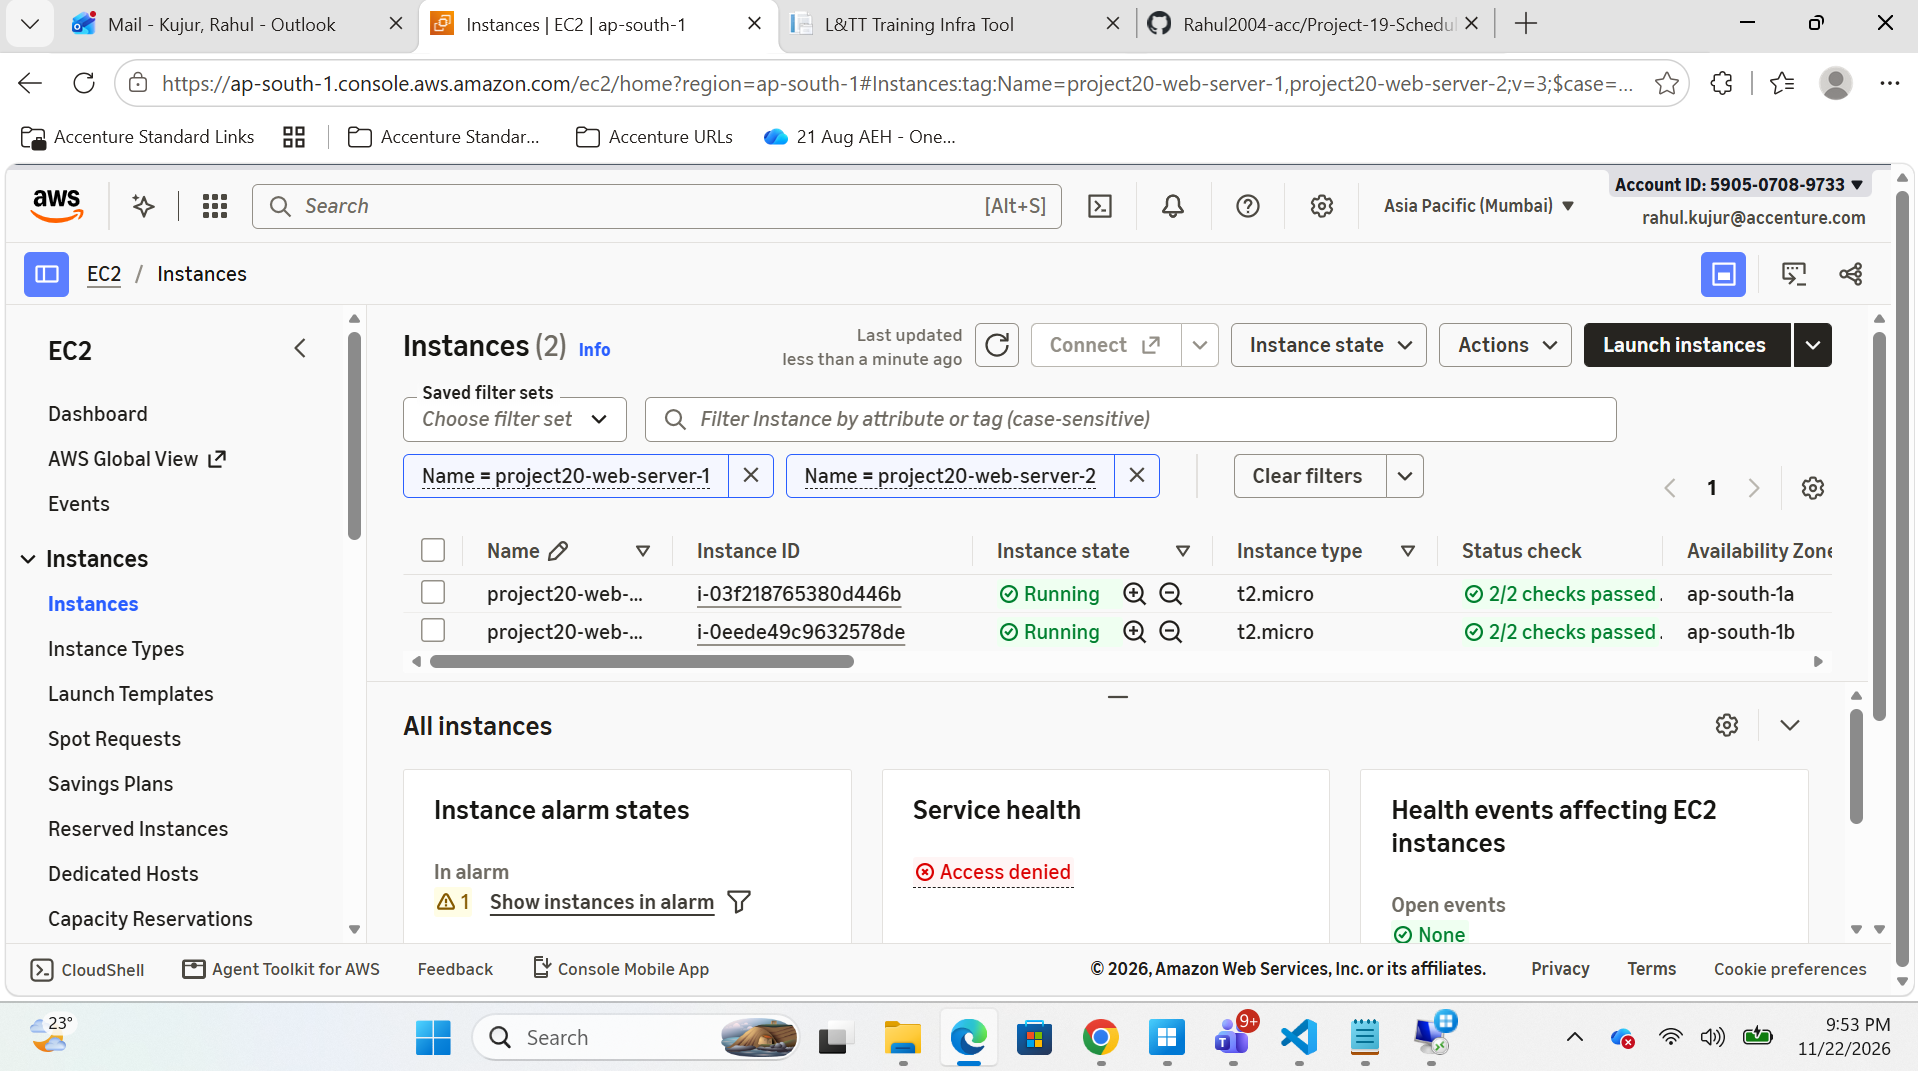 Mail - Kujur, Rahul - Outlook
Instances | EC2 | ap-south-1
L&TT Training Infra Tool
Rahul2004-acc/Project-19-Schedul
https://ap-south-1.console.aws.amazon.com/ec2/home?region=ap-south-1#Instances:tag:Name=project20-web-server-1,project20-web-server-2;v=3;$case=...
Accenture Standard Links
Accenture Standar...
Accenture URLs
21 Aug AEH - One...
aws
Search
[Alt+S]
Asia Pacific (Mumbai)
Account ID: 5905-0708-9733
rahul.kujur@accenture.com
EC2 / Instances
EC2
Dashboard
AWS Global View
Events
Instances
Instances
Instance Types
Launch Templates
Spot Requests
Savings Plans
Reserved Instances
Dedicated Hosts
Capacity Reservations
Instances (2) Info
Last updated
less than a minute ago
Connect
Instance state
Actions
Launch instances
Saved filter sets
Choose filter set
Filter Instance by attribute or tag (case-sensitive)
Name = project20-web-server-1
Name = project20-web-server-2
Clear filters
1
Name Instance ID Instance state Instance type Status check Availability Zone
project20-web-... i-03f218765380d446b Running t2.micro 2/2 checks passed . ap-south-1a
project20-web-... i-0eede49c9632578de Running t2.micro 2/2 checks passed . ap-south-1b
All instances
Instance alarm states
In alarm
1 Show instances in alarm
Service health
Access denied
Health events affecting EC2
instances
Open events
None
CloudShell
Agent Toolkit for AWS
Feedback
Console Mobile App
© 2026, Amazon Web Services, Inc. or its affiliates.
Privacy
Terms
Cookie preferences
23°
Search
9+
9:53 PM
11/22/2026